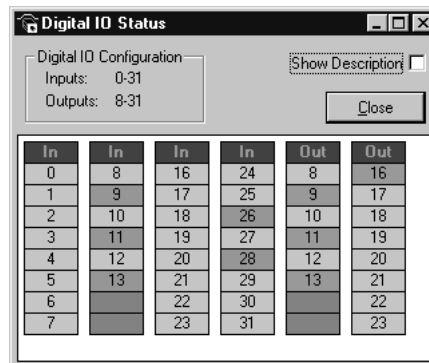 Digital IO Status
Digital IO Configuration
Inputs: 0-31
Outputs: 8-31
Show Description
Close
In In In In Out Out
0 8 16 24 8 16
1 9 17 25 9 17
2 10 18 26 10 18
3 11 19 27 11 19
4 12 20 28 12 20
5 13 21 29 13 21
6 22 30 22
7 23 31 23